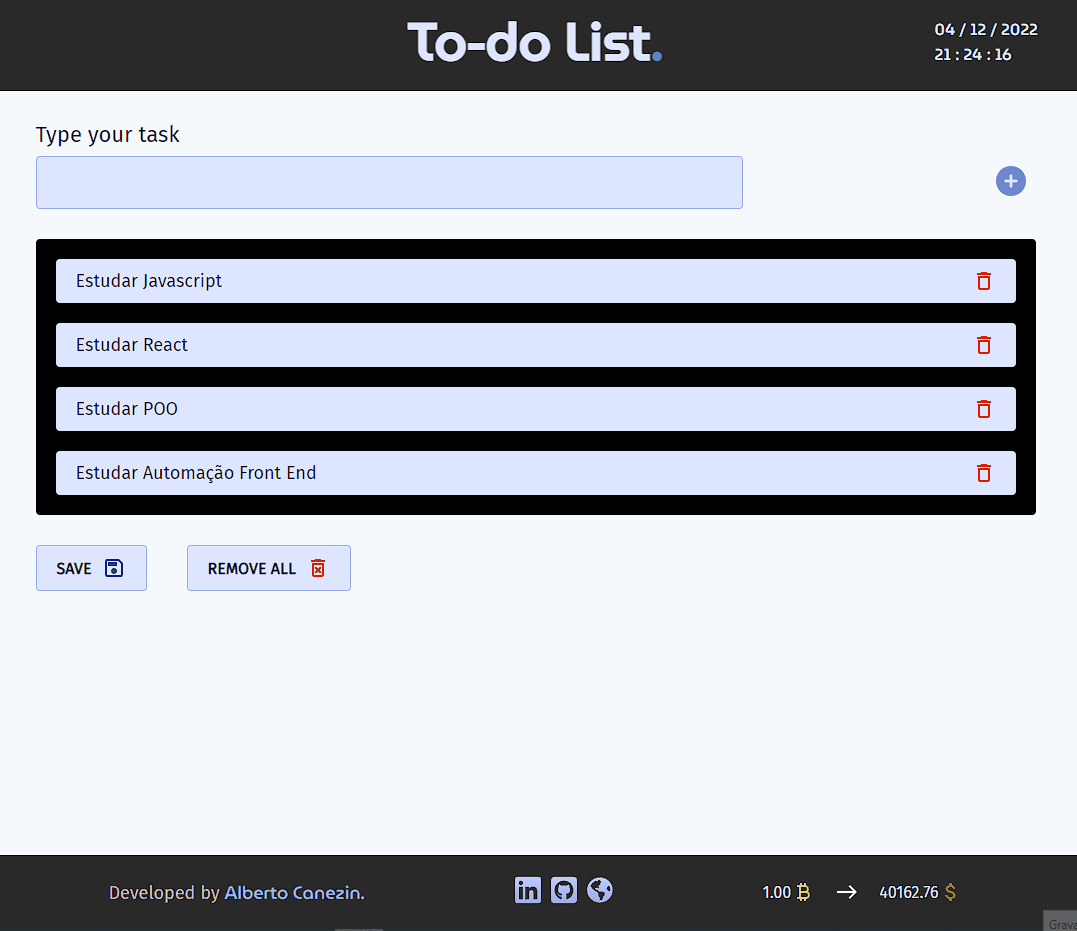 To-do List.
04 / 12 / 2022
21 : 24 : 16
Type your task
Estudar Javascript
Estudar React
Estudar POO
Estudar Automação Front End
SAVE
REMOVE ALL
Developed by Alberto Canezin.
in
1.00 ₿ → 40162.76 $